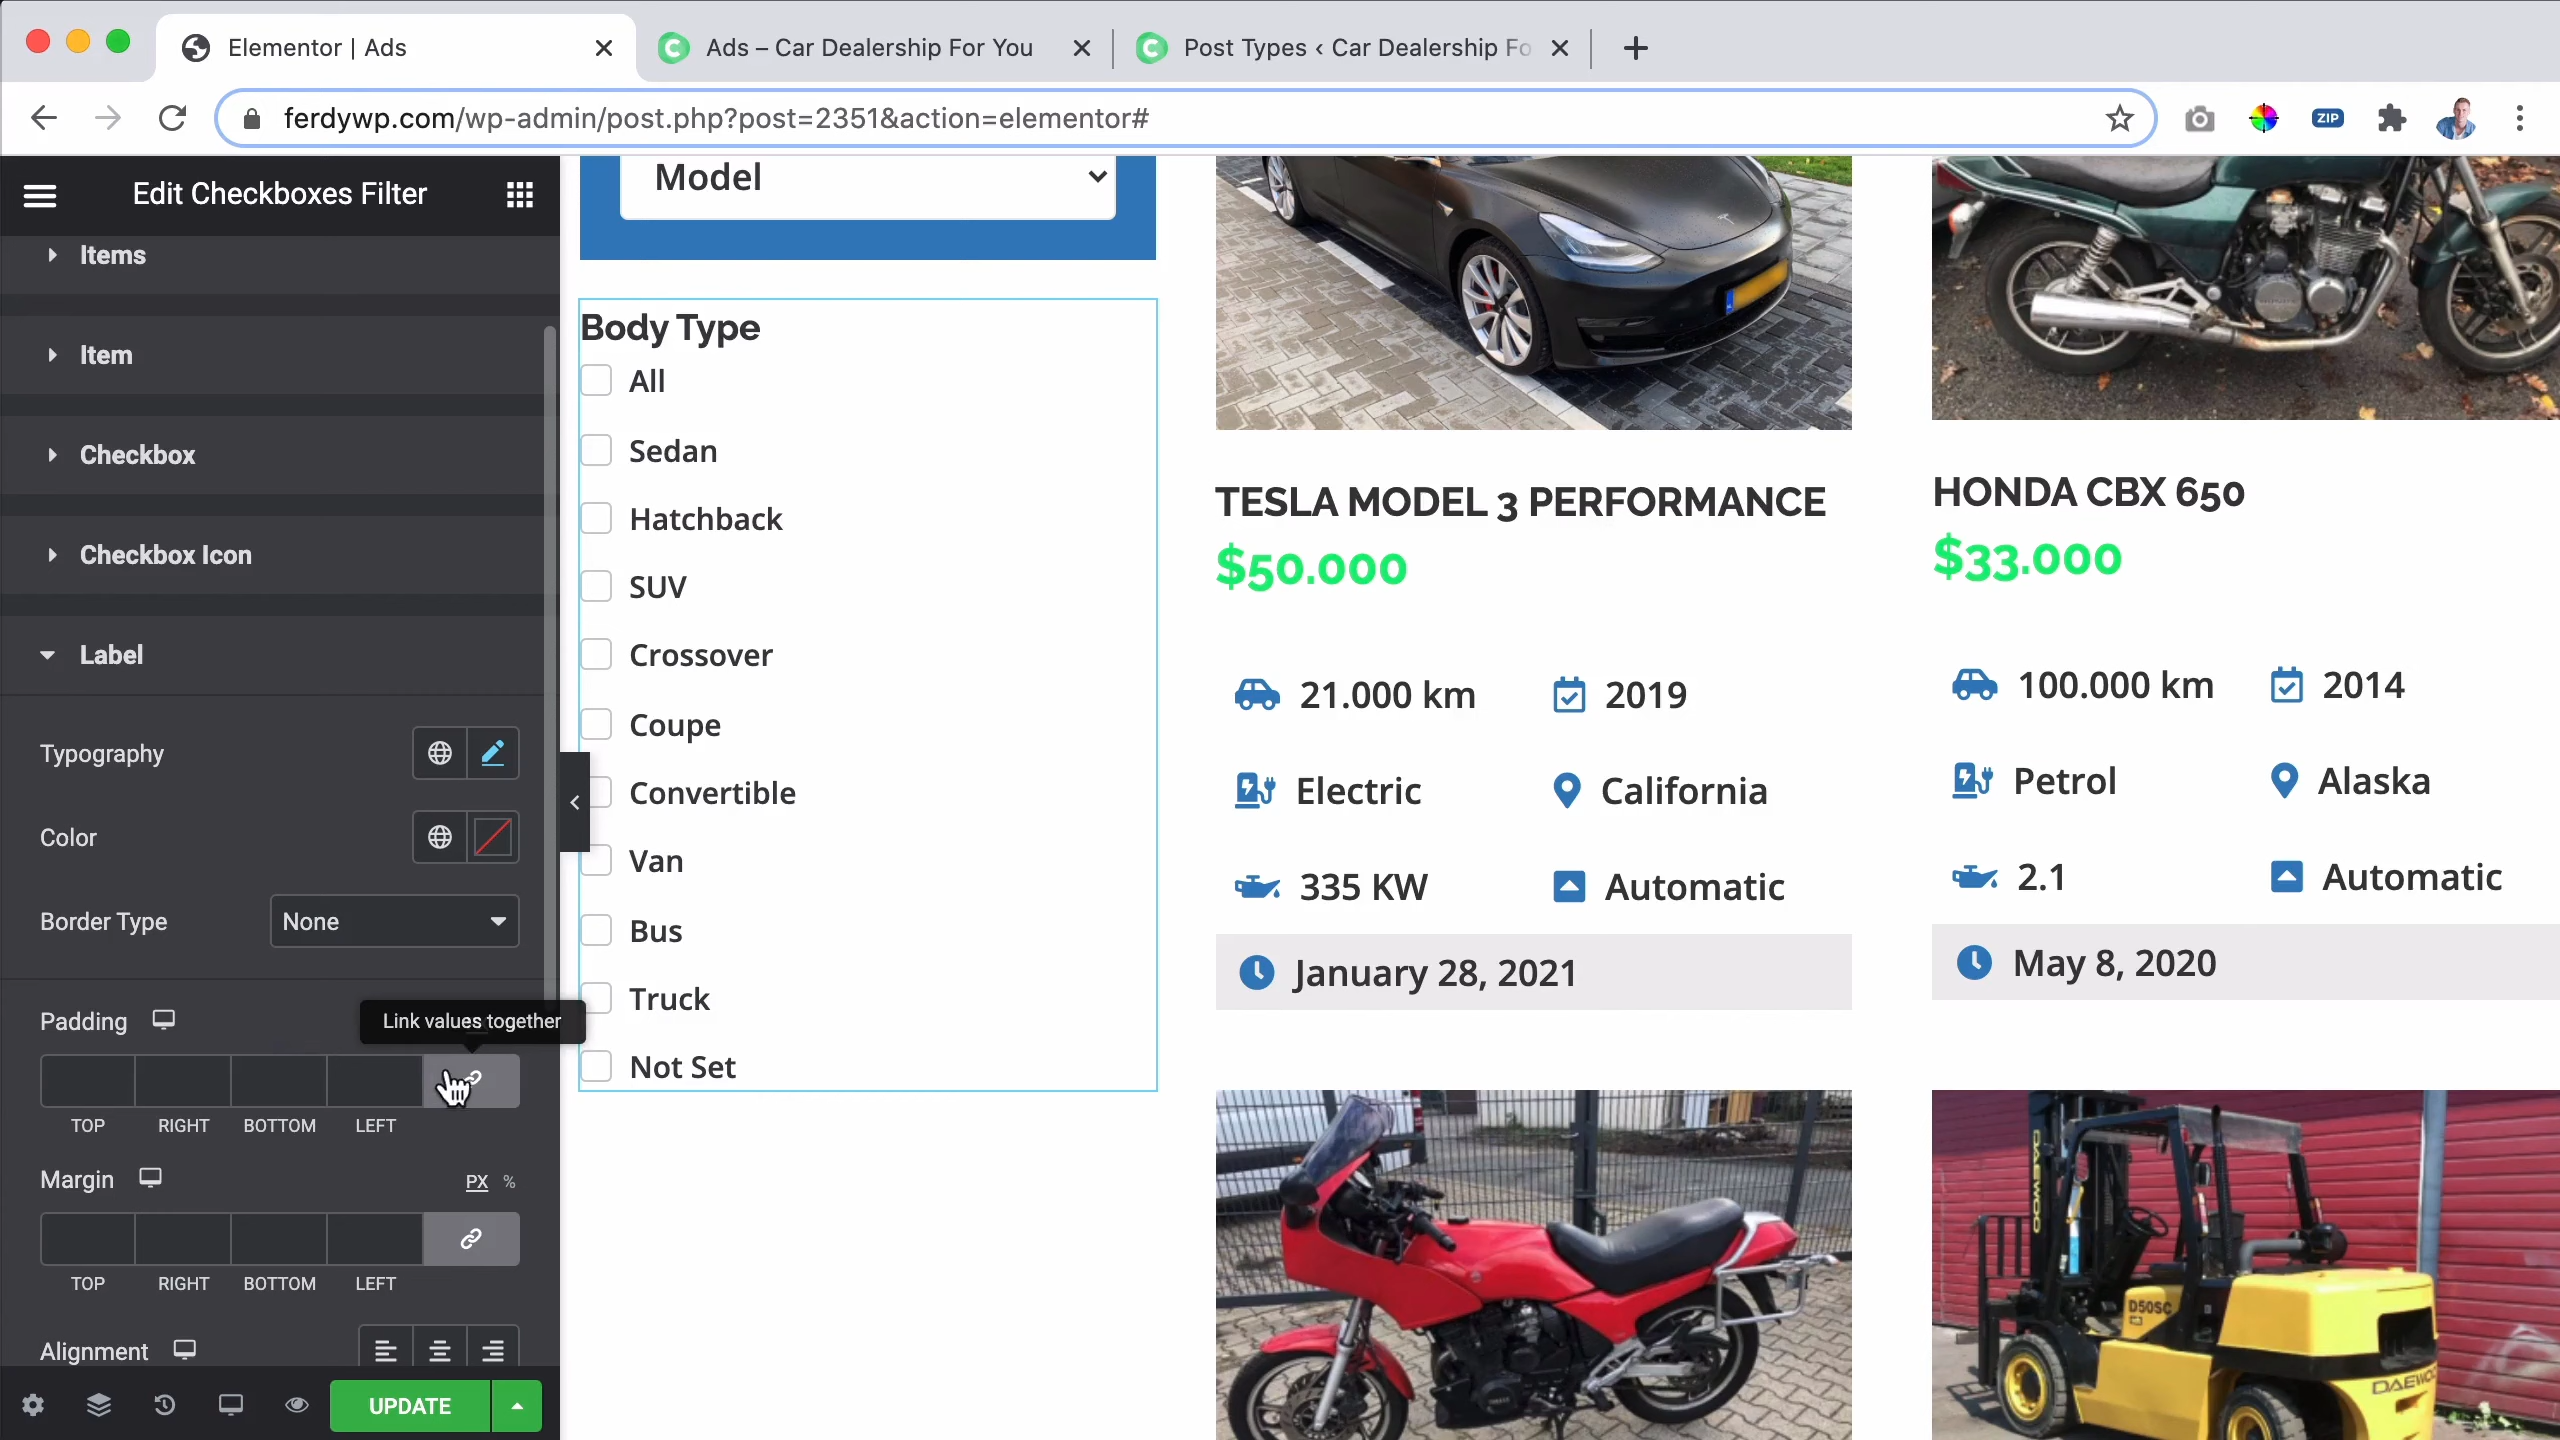 Elementor | Ads
Ads – Car Dealership For You
Post Types ‹ Car Dealership Fo
ferdywp.com/wp-admin/post.php?post=2351&action=elementor#
ZIP
Edit Checkboxes Filter
Items
Item
Checkbox
Checkbox Icon
Label
Typography
Color
Border Type
None
Padding
Link values together
TOP RIGHT BOTTOM LEFT
Margin
PX %
TOP RIGHT BOTTOM LEFT
Alignment
UPDATE
Model
Body Type
All
Sedan
Hatchback
SUV
Crossover
Coupe
Convertible
Van
Bus
Truck
Not Set
TESLA MODEL 3 PERFORMANCE
$50.000
21.000 km
2019
Electric
California
335 KW
Automatic
January 28, 2021
HONDA CBX 650
$33.000
100.000 km
2014
Petrol
Alaska
2.1
Automatic
May 8, 2020
DAEWOO
D50SC
DAEWO